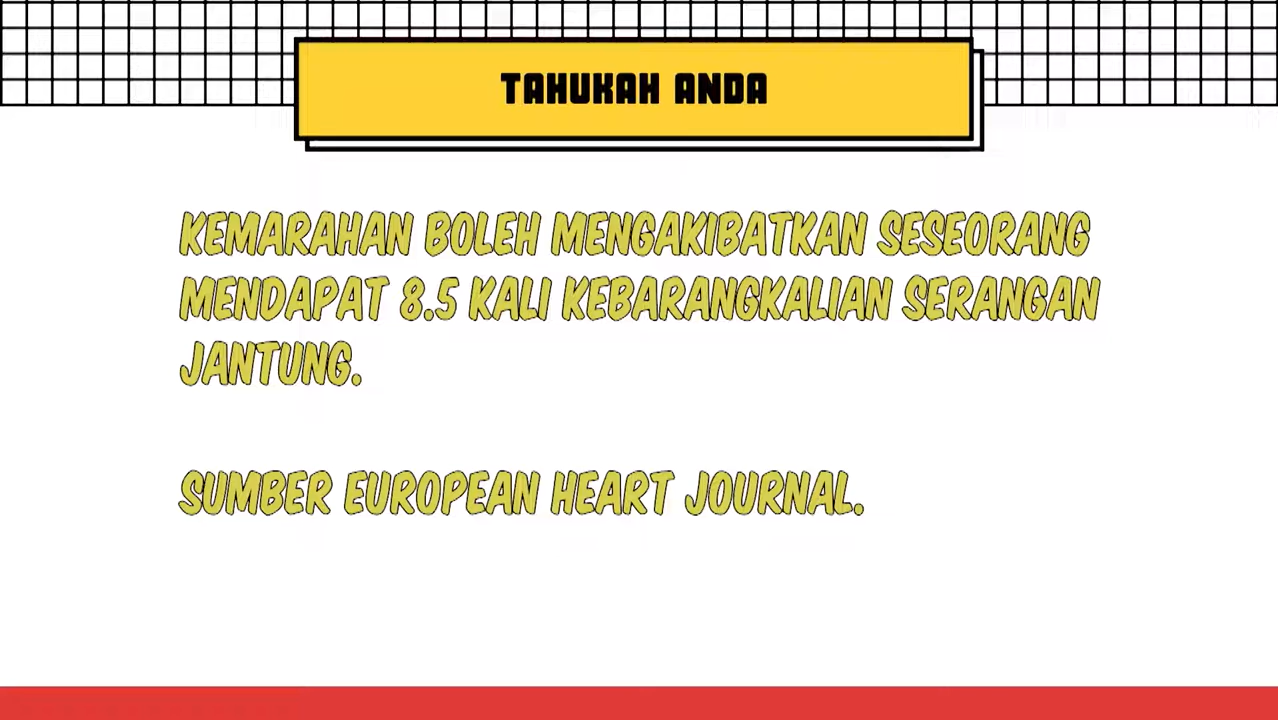 TAHUKAH ANDA
KEMARAHAN BOLEH MENGAKIBATKAN SESEORANG
MENDAPAT 8.5 KALI KEBARANGKALIAN SERANGAN
JANTUNG.
SUMBER EUROPEAN HEART JOURNAL.